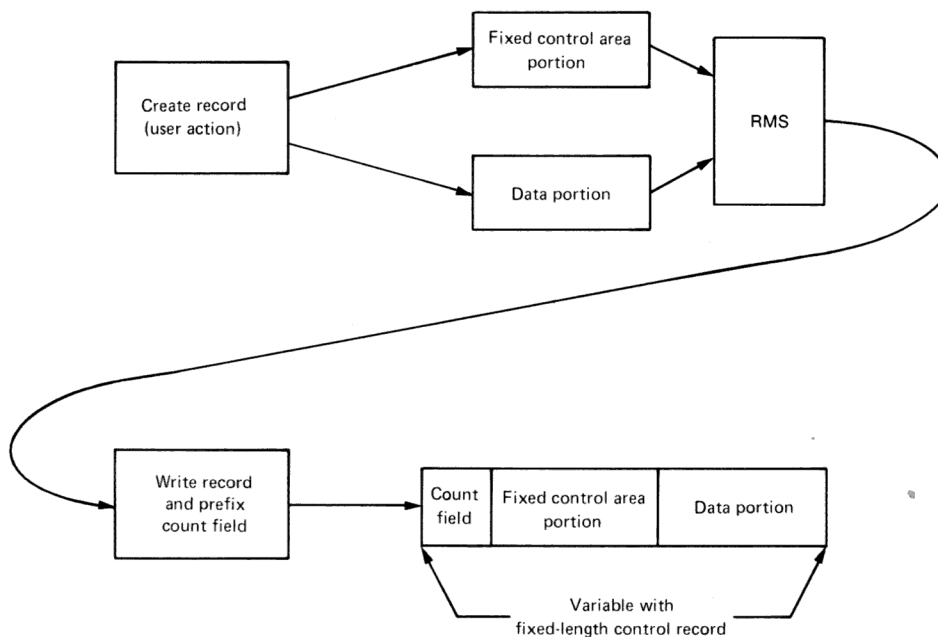 Fixed control area
portion
Create record
(user action)
RMS
Data portion
Write record
and prefix
count field
Count
field
Fixed control area
portion
Data portion
Variable with
fixed-length control record